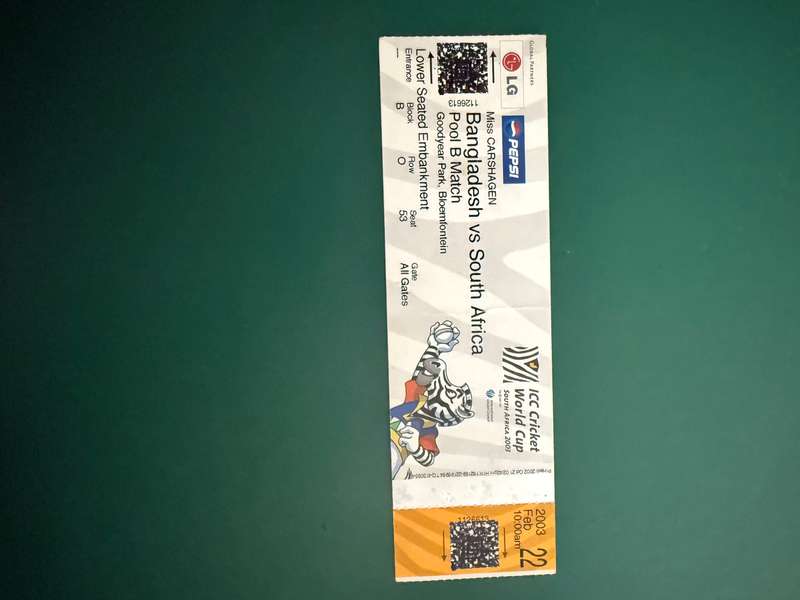 GLOBAL PARTNERS
LG
PEPSI
ICC Cricket
World Cup
SOUTH AFRICA 2003
Miss CARSHAGEN
Bangladesh vs South Africa
Pool B Match
Goodyear Park, Bloemfontein
Lower Seated Embankment
Entrance Block Row Seat Gate
B O 53 All Gates
1126613
2003
Feb 22
10:00am
1126613